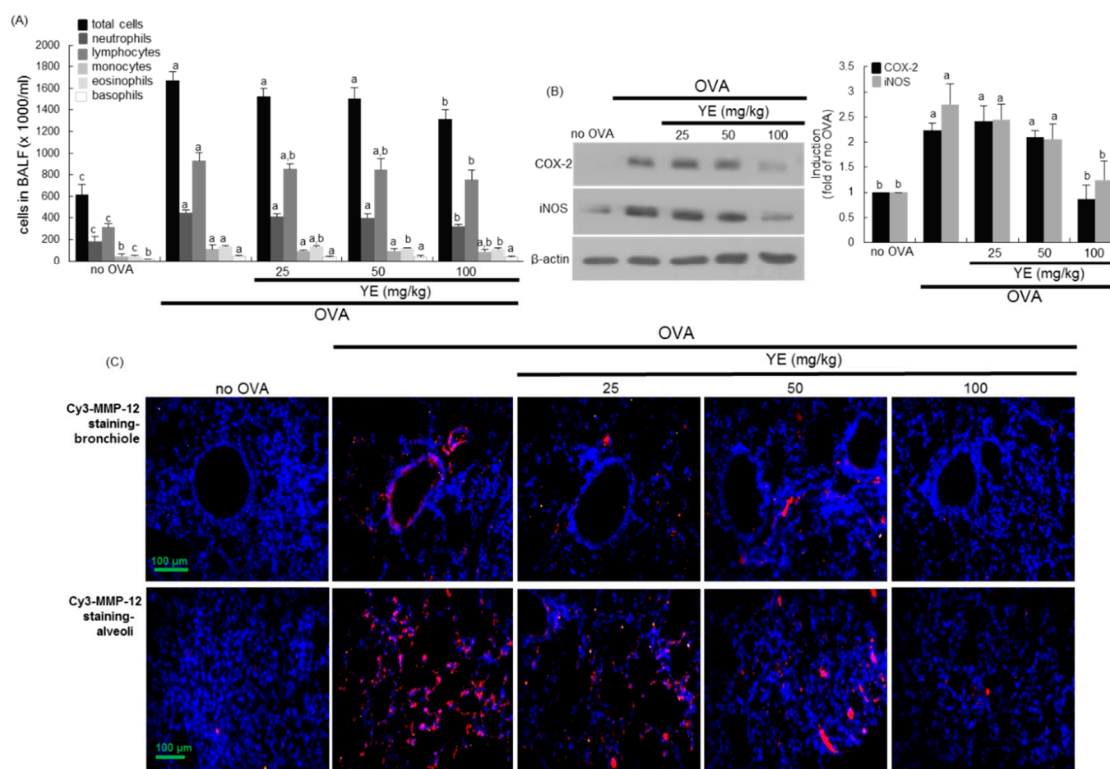 (A)
total cells
neutrophils
lymphocytes
monocytes
eosinophils
basophils
cells in BALF (x 1000/ml)
2000
1800
1600
1400
1200
1000
800
600
400
200
0
c
c
c
b
c
b
a
a
a
a
a
a
a
a
a,b
a
a,b
a
a
a
a,b
a
b
a
b
b
b
a,b
b
a
no OVA
25
50
100
YE (mg/kg)
OVA
(B)
OVA
YE (mg/kg)
no OVA
25
50
100
COX-2
iNOS
β-actin
COX-2
iNOS
Induction
(fold of no OVA)
3.5
3
2.5
2
1.5
1
0.5
0
b b
a a
a a
a a
b b
no OVA
25
50
100
YE (mg/kg)
OVA
(C)
OVA
YE (mg/kg)
no OVA
25
50
100
Cy3-MMP-12
staining-
bronchiole
100 µm
Cy3-MMP-12
staining-
alveoli
100 µm